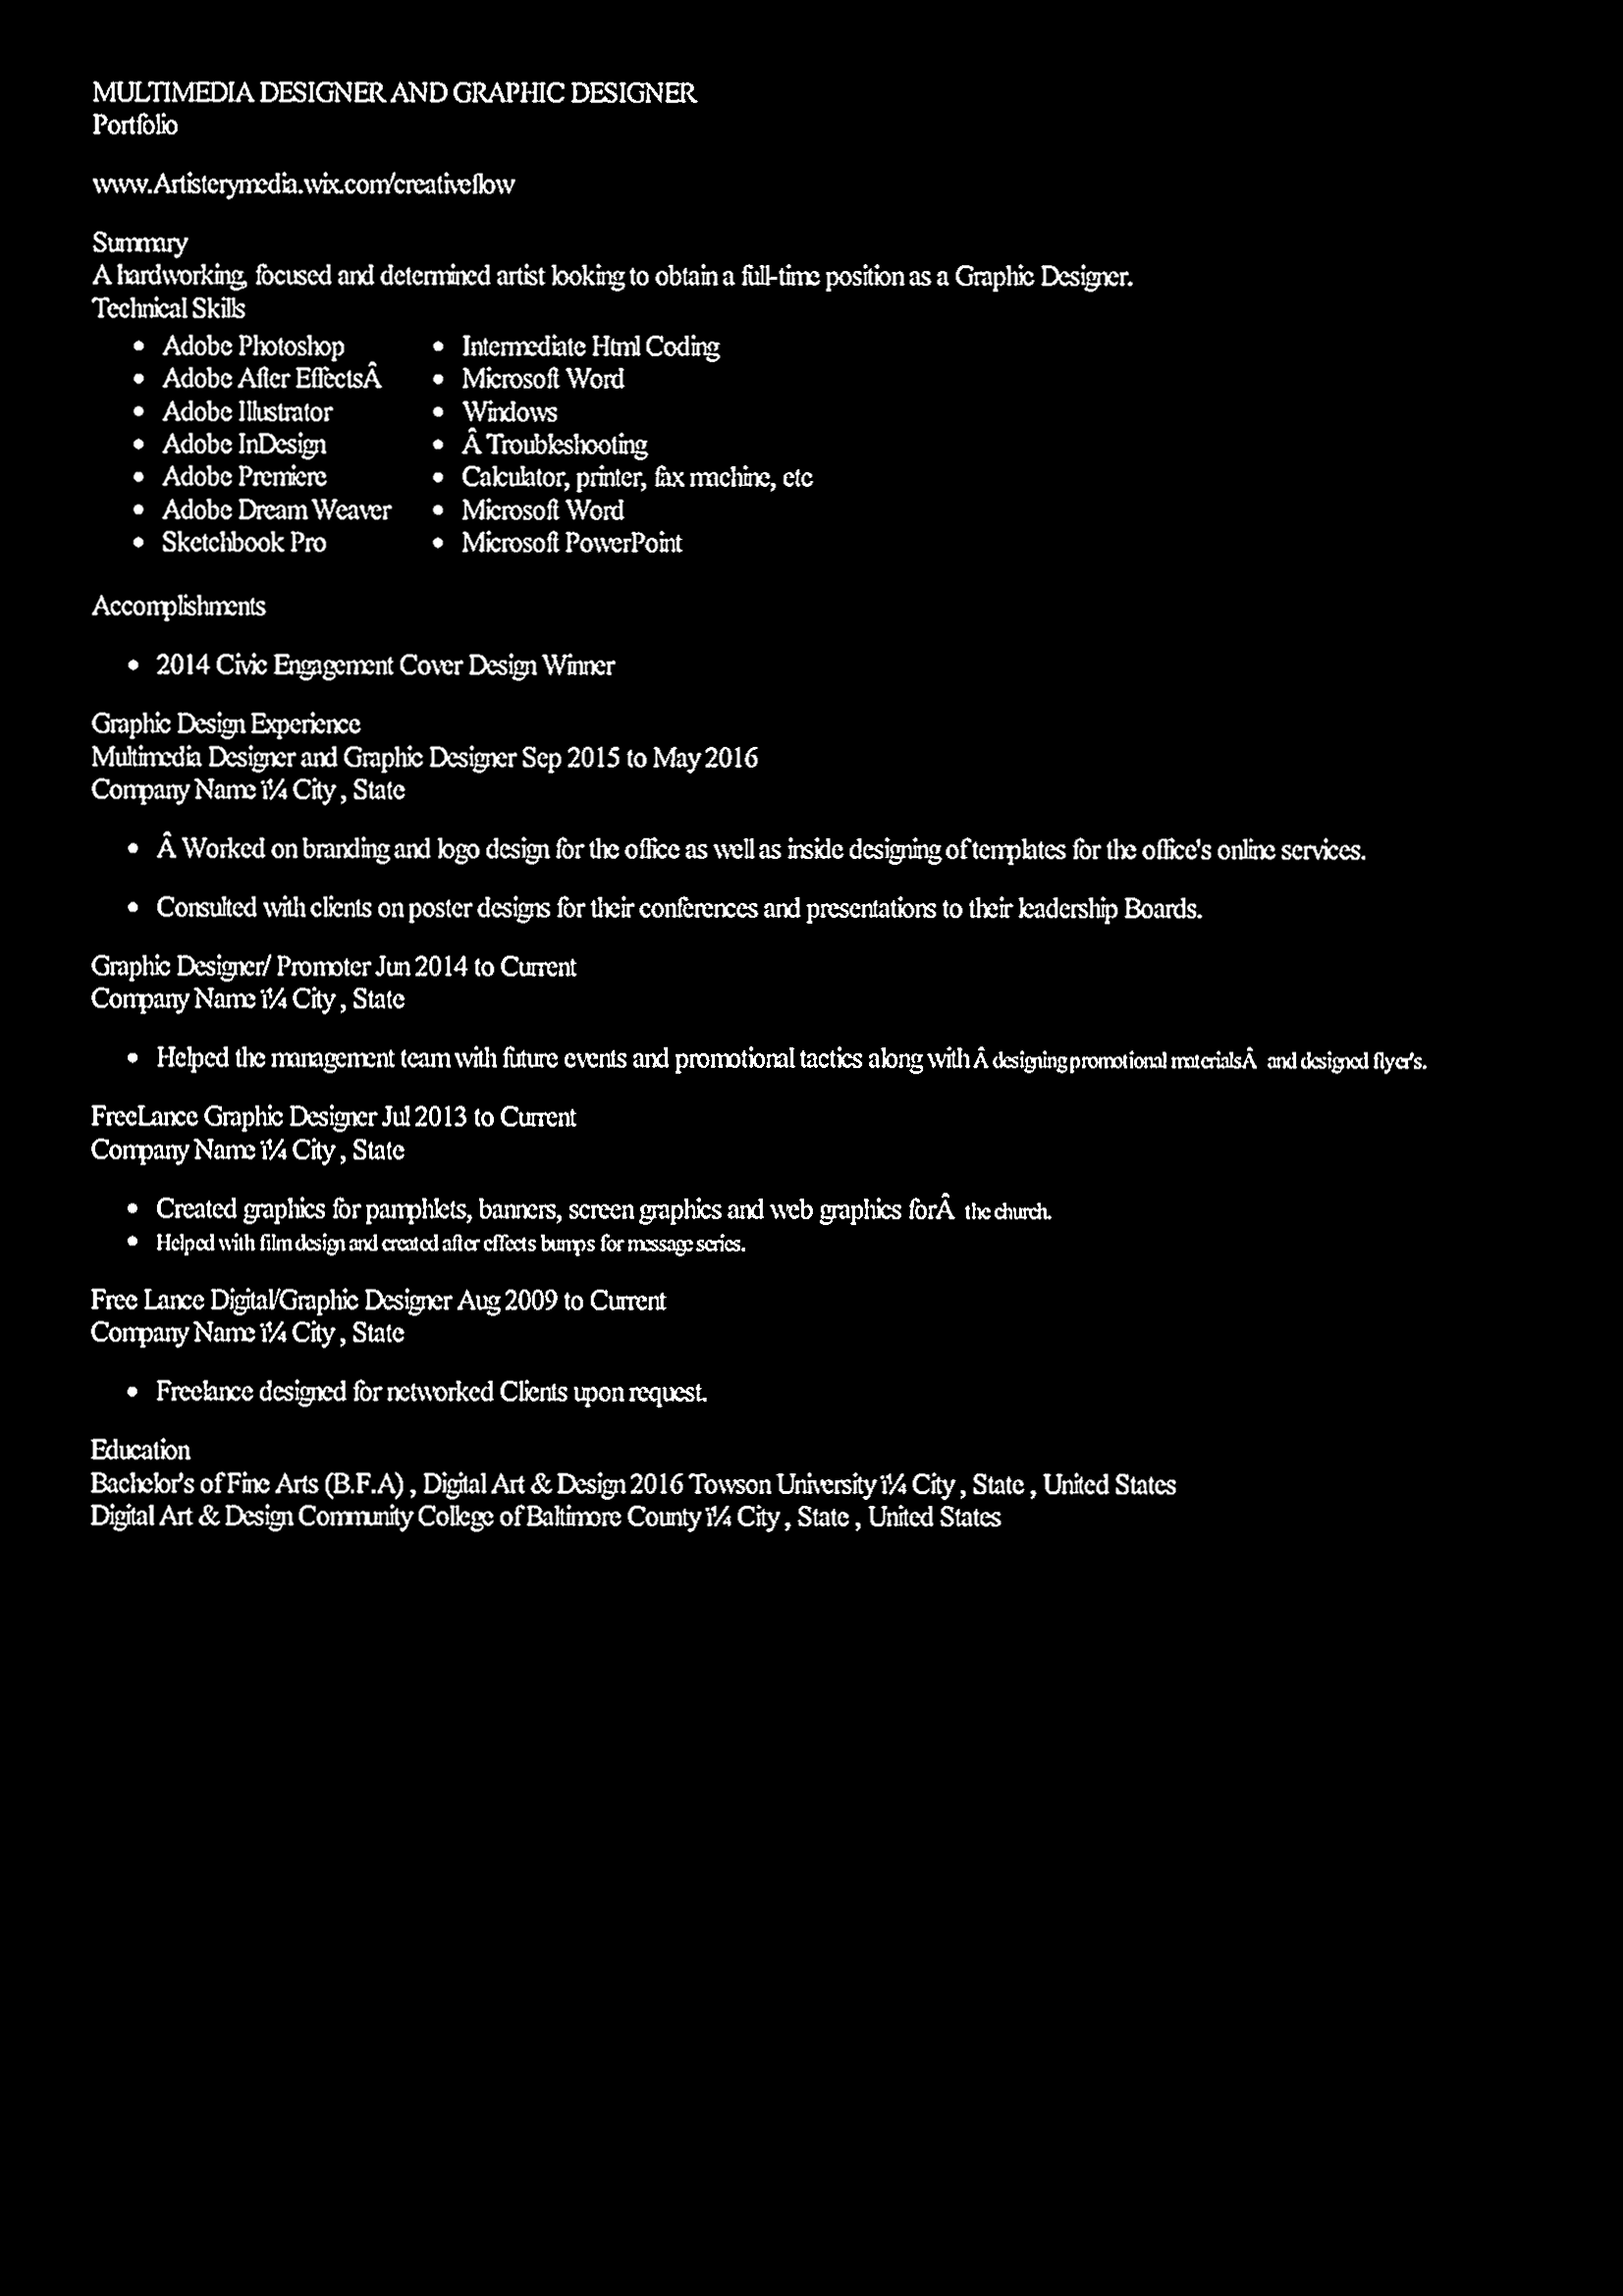 MULTIMEDIA DESIGNER AND GRAPHIC DESIGNER
Portfolio
www.Artisterymedia.wix.com/creativeflow
Summary
A hardworking, focused and determined artist looking to obtain a full-time position as a Graphic Designer.
Technical Skills
• Adobe Photoshop
• Adobe After EffectsÂ
• Adobe Illustrator
• Adobe InDesign
• Adobe Premiere
• Adobe Dream Weaver
• Sketchbook Pro
• Intermediate Html Coding
• Microsoft Word
• Windows
• Â Troubleshooting
• Calculator, printer, fax machine, etc
• Microsoft Word
• Microsoft PowerPoint
Accomplishments
• 2014 Civic Engagement Cover Design Winner
Graphic Design Experience
Multimedia Designer and Graphic Designer Sep 2015 to May 2016
Company Name ï¼ City , State
• Â Worked on branding and logo design for the office as well as inside designing of templates for the office's online services.
• Consulted with clients on poster designs for their conferences and presentations to their leadership Boards.
Graphic Designer/ Promoter Jun 2014 to Current
Company Name ï¼ City , State
• Helped the management team with future events and promotional tactics along with Â designing promotional materialsÂ and designed flyer's.
FreeLance Graphic Designer Jul 2013 to Current
Company Name ï¼ City , State
• Created graphics for pamphlets, banners, screen graphics and web graphics forÂ the church.
• Helped with film design and created after effects bumps for message series.
Free Lance Digital/Graphic Designer Aug 2009 to Current
Company Name ï¼ City , State
• Freelance designed for networked Clients upon request.
Education
Bachelor's of Fine Arts (B.F.A) , Digital Art & Design 2016 Towson University ï¼ City , State , United States
Digital Art & Design Community College of Baltimore County ï¼ City , State , United States